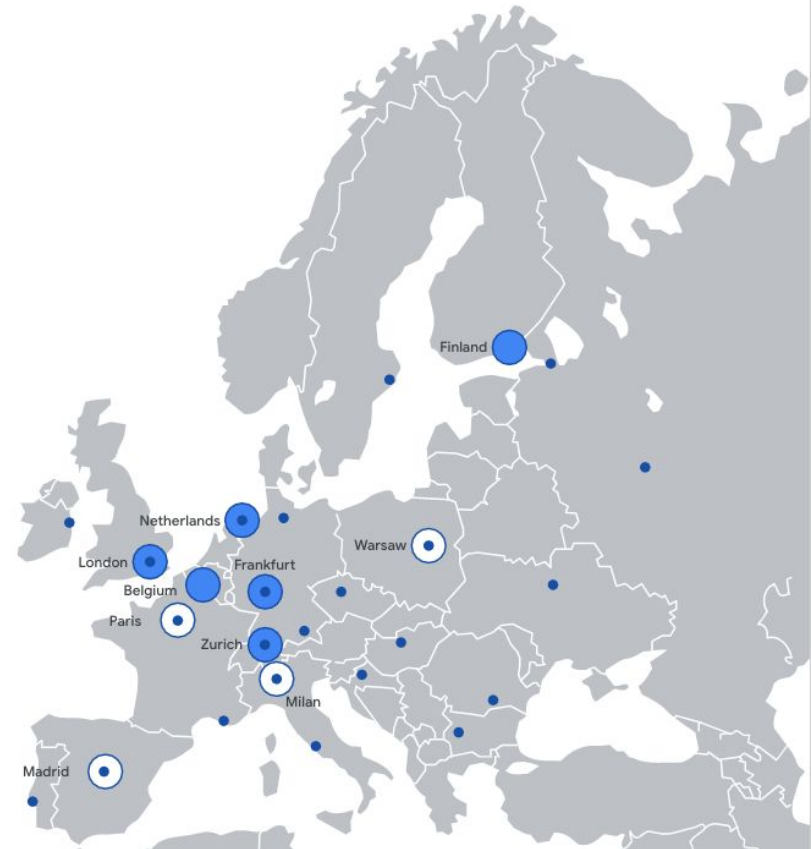 Finland
Netherlands
Warsaw
London
Frankfurt
Belgium
Paris
Zurich
Milan
Madrid